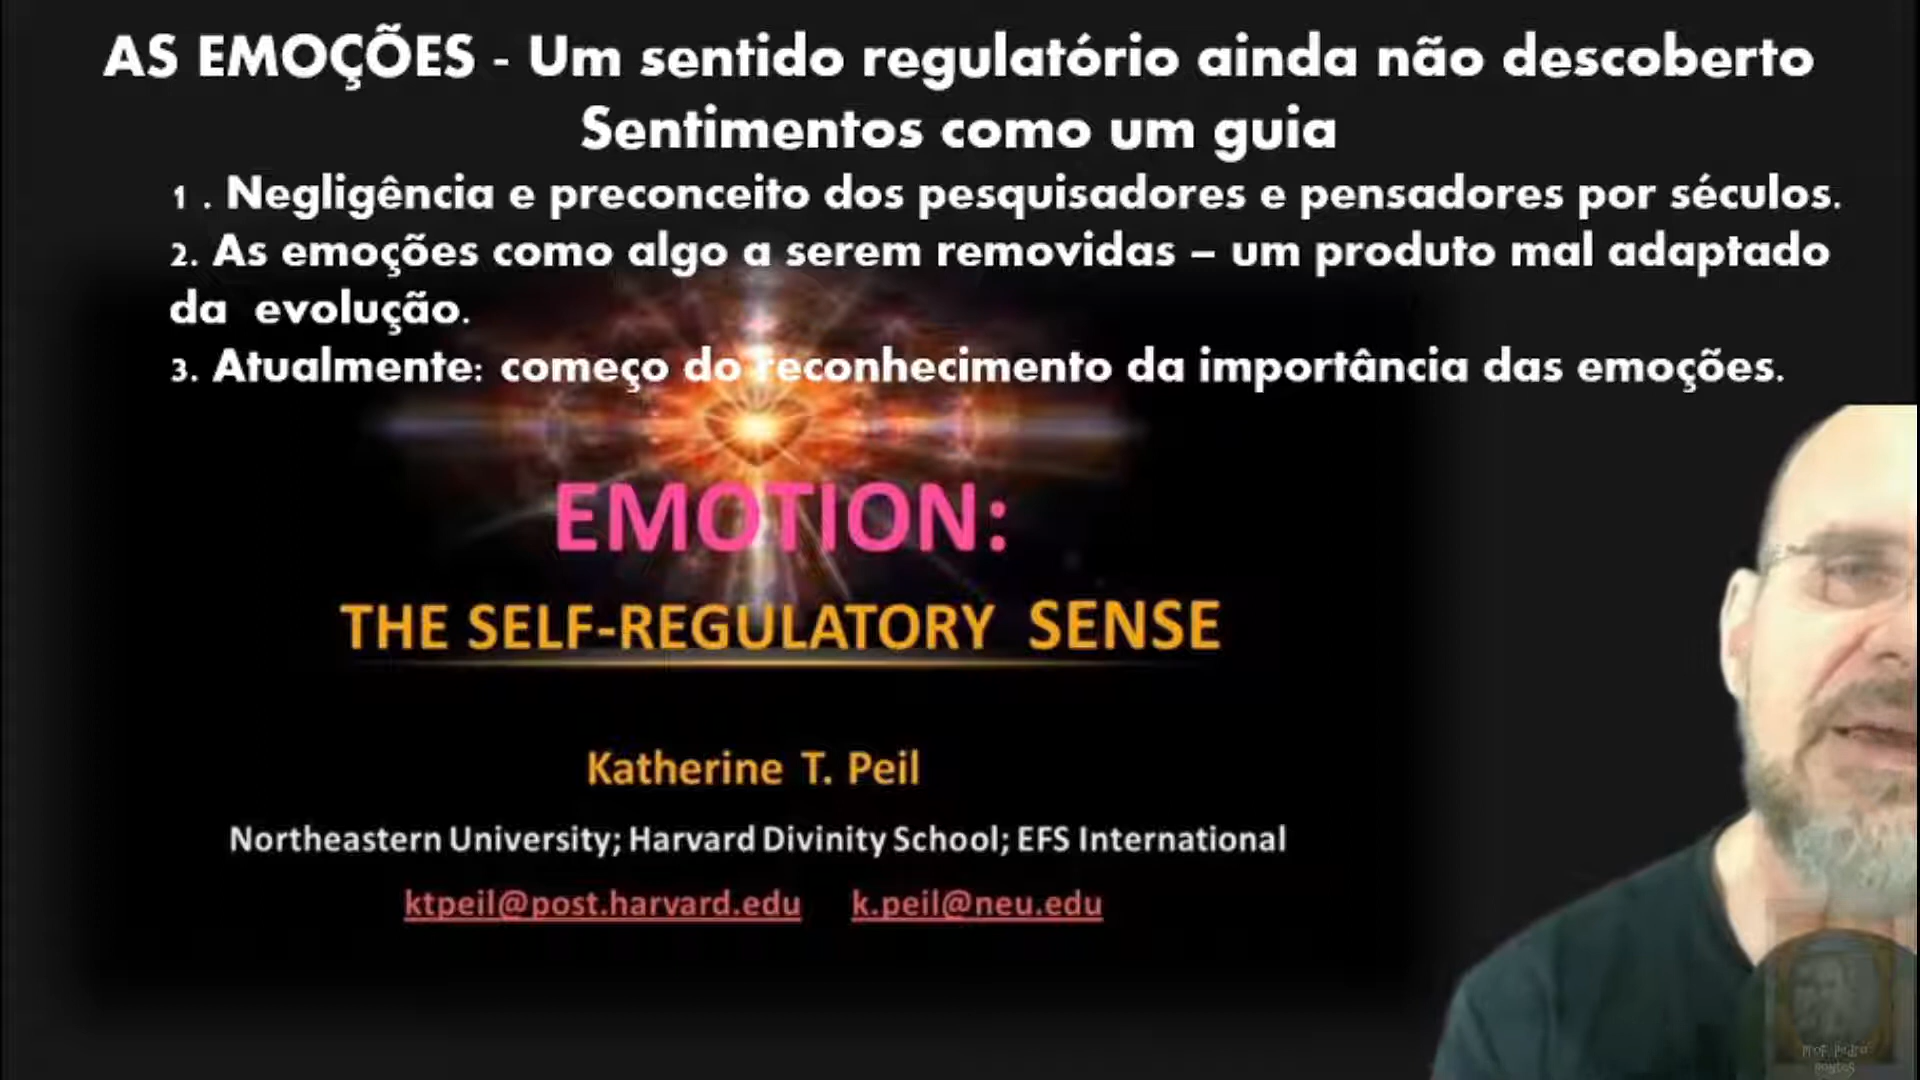 AS EMOÇÕES - Um sentido regulatório ainda não descoberto
Sentimentos como um guia
1 . Negligência e preconceito dos pesquisadores e pensadores por séculos.
2. As emoções como algo a serem removidas – um produto mal adaptado
da evolução.
3. Atualmente: começo do reconhecimento da importância das emoções.
EMOTION:
THE SELF-REGULATORY SENSE
Katherine T. Peil
Northeastern University; Harvard Divinity School; EFS International
ktpeil@post.harvard.edu k.peil@neu.edu
Prof. Pedro